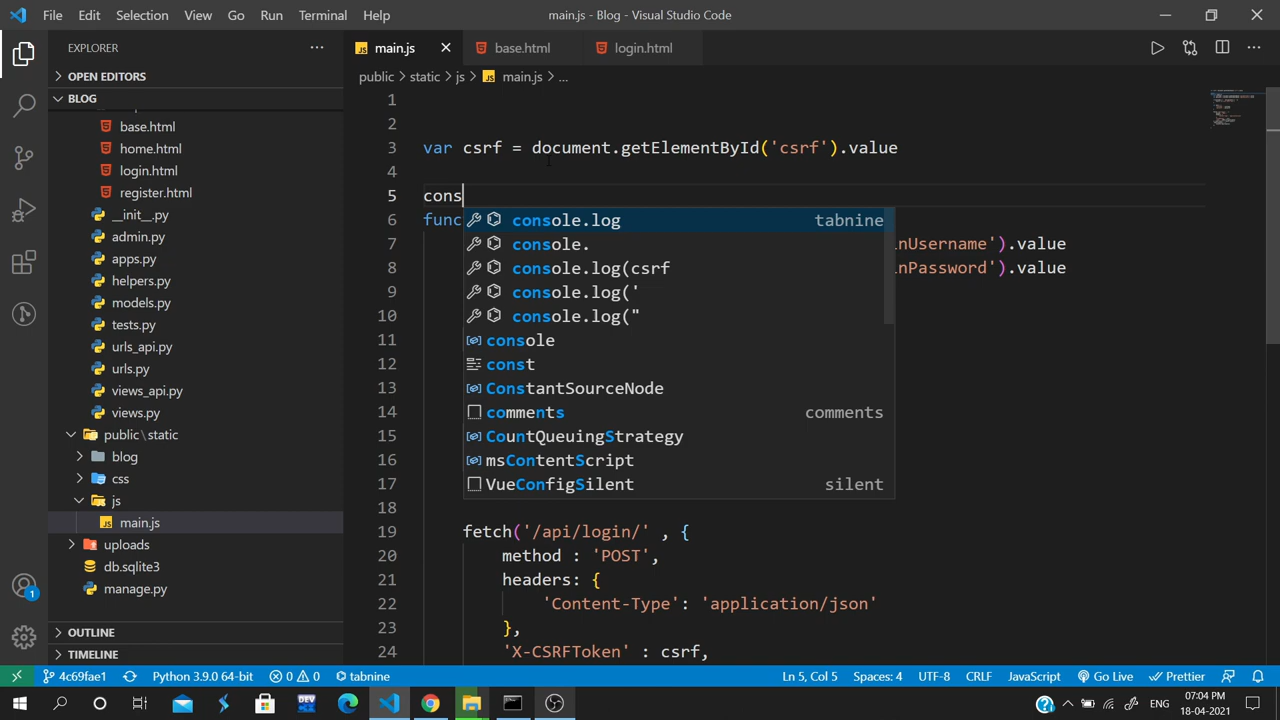 File Edit Selection View Go Run Terminal Help
main.js - Blog - Visual Studio Code
EXPLORER
OPEN EDITORS
BLOG
base.html
home.html
login.html
register.html
__init__.py
admin.py
apps.py
helpers.py
models.py
tests.py
urls_api.py
urls.py
views_api.py
views.py
public\static
blog
css
js
main.js
uploads
db.sqlite3
manage.py
OUTLINE
TIMELINE
1
main.js base.html login.html
public > static > js > main.js > ...
1
2
3 var csrf = document.getElementById('csrf').value
4
5 cons
6 func
7 inUsername').value
8 inPassword').value
9
10
11
12
13
14
15
16
17
18
19 fetch('/api/login/' , {
20 method : 'POST',
21 headers: {
22 'Content-Type': 'application/json'
23 },
24 'X-CSRFToken' : csrf,
console.log tabnine
console.
console.log(csrf
console.log('
console.log("
console
const
ConstantSourceNode
comments comments
CountQueuingStrategy
msContentScript
VueConfigSilent silent
4c69fae1 Python 3.9.0 64-bit 0 0 tabnine Ln 5, Col 5 Spaces: 4 UTF-8 CRLF JavaScript Go Live Prettier
DEV ENG 07:04 PM
18-04-2021